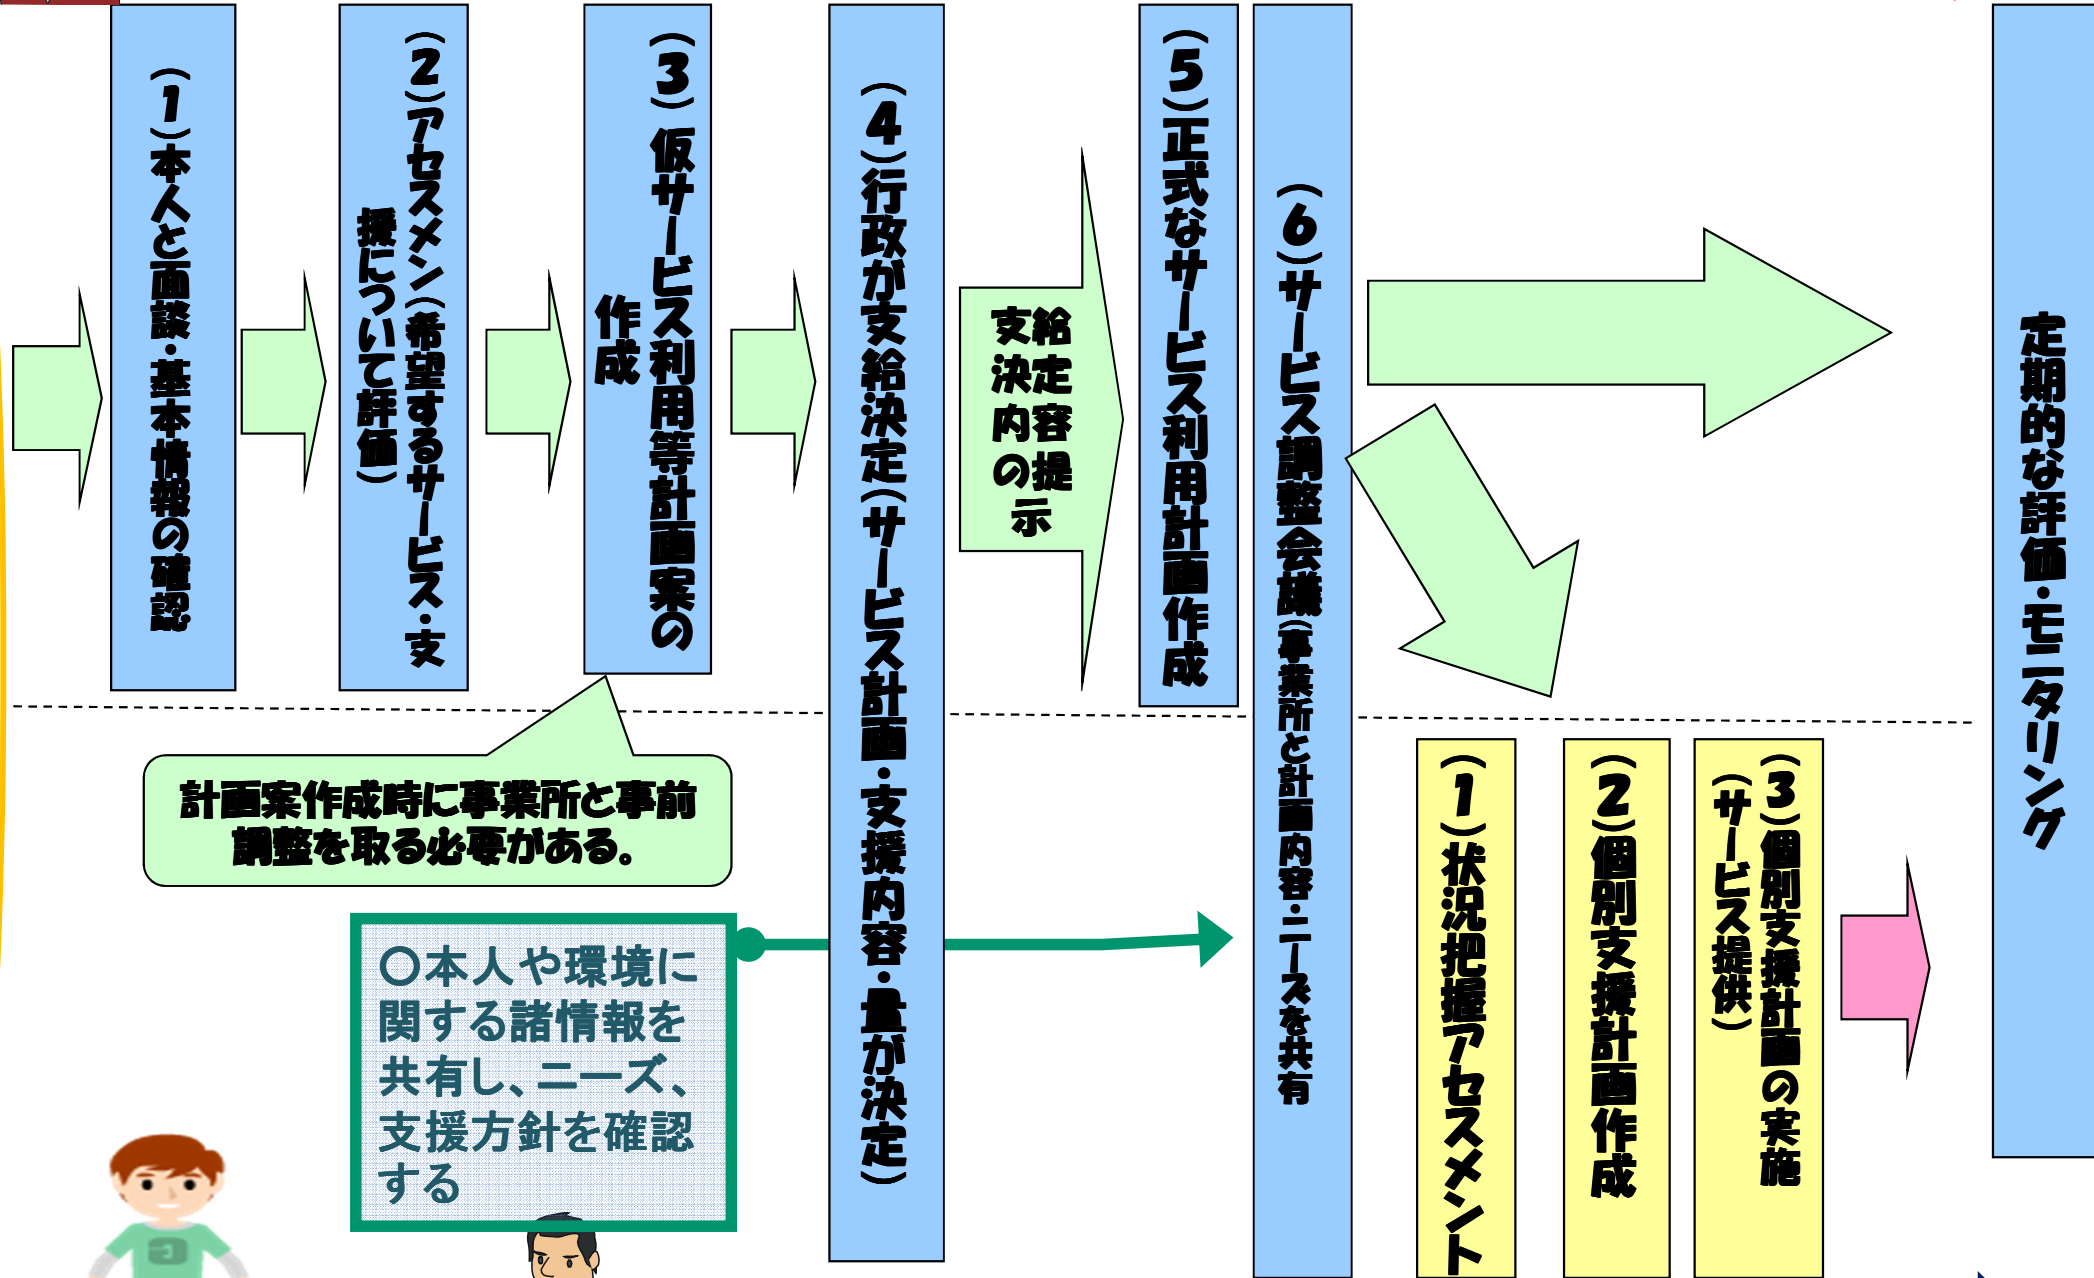 (1)本人と面談・基本情報の確認
(2)アセスメン(希望するサービス・支
援について評価)
(3)仮サービス利用等計画案の
作成
(4)行政が支給決定(サービス計画・支援内容・量が決定)
支給
決定
内容
の提
示
(5)正式なサービス利用計画作成
(6)サービス調整会議(事業所と計画内容・ニーズを共有
定期的な評価・モニタリング
計画案作成時に事業所と事前
調整を取る必要がある。
○本人や環境に
関する諸情報を
共有し、ニーズ、
支援方針を確認
する
(1)状況把握アセスメント
(2)個別支援計画作成
(3)個別支援計画の実施
(サービス提供)
G